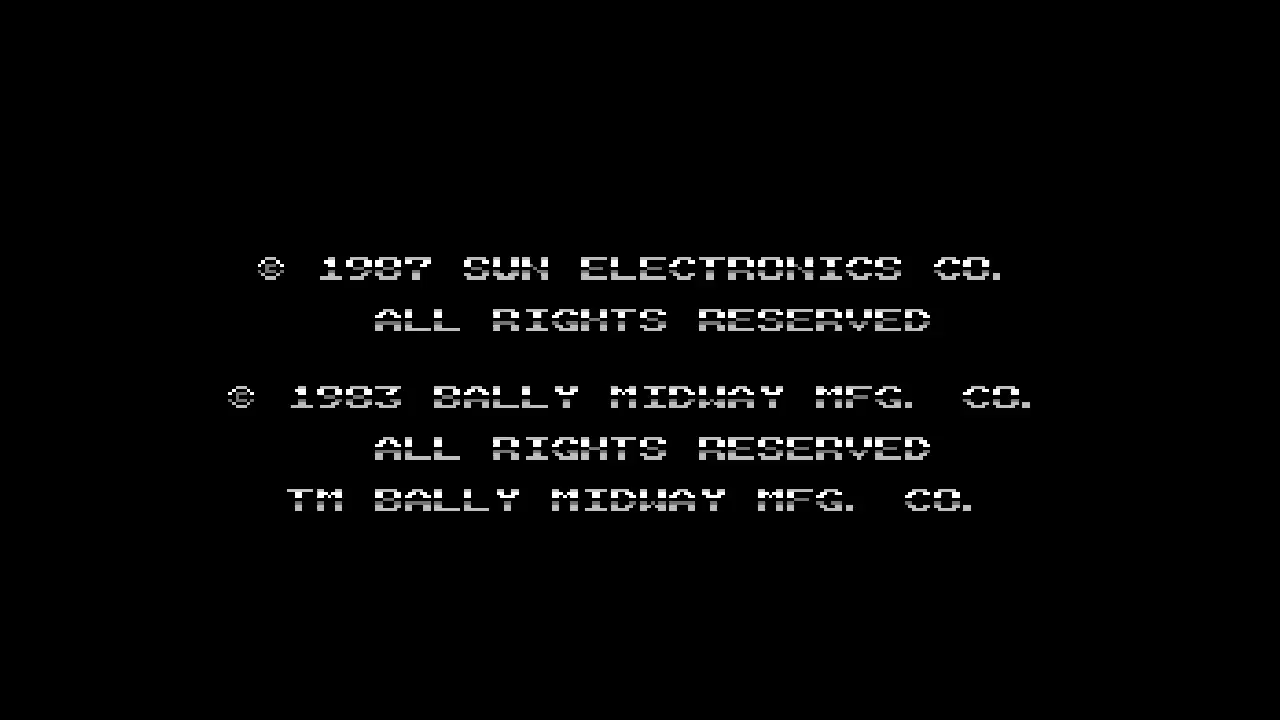 © 1987 SUN ELECTRONICS CO.
ALL RIGHTS RESERVED
© 1983 BALLY MIDWAY MFG. CO.
ALL RIGHTS RESERVED
TM BALLY MIDWAY MFG. CO.